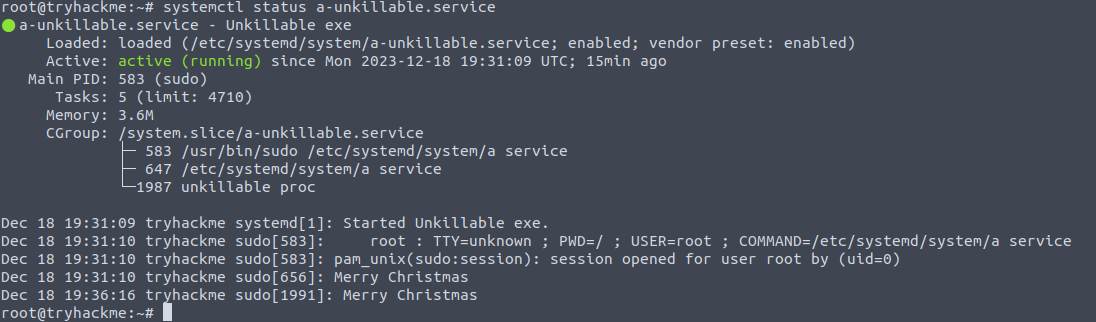 root@tryhackme:~# systemctl status a-unkillable.service
● a-unkillable.service - Unkillable exe
Loaded: loaded (/etc/systemd/system/a-unkillable.service; enabled; vendor preset: enabled)
Active: active (running) since Mon 2023-12-18 19:31:09 UTC; 15min ago
Main PID: 583 (sudo)
Tasks: 5 (limit: 4710)
Memory: 3.6M
CGroup: /system.slice/a-unkillable.service
├─ 583 /usr/bin/sudo /etc/systemd/system/a service
├─ 647 /etc/systemd/system/a service
└─1987 unkillable proc
Dec 18 19:31:09 tryhackme systemd[1]: Started Unkillable exe.
Dec 18 19:31:10 tryhackme sudo[583]:     root : TTY=unknown ; PWD=/ ; USER=root ; COMMAND=/etc/systemd/system/a service
Dec 18 19:31:10 tryhackme sudo[583]: pam_unix(sudo:session): session opened for user root by (uid=0)
Dec 18 19:31:10 tryhackme sudo[656]: Merry Christmas
Dec 18 19:36:16 tryhackme sudo[1991]: Merry Christmas
root@tryhackme:~#